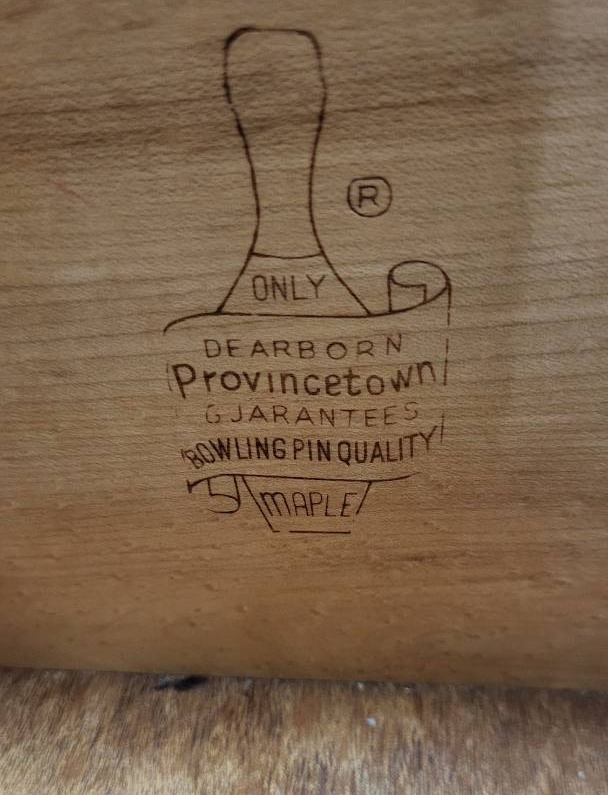 ®
ONLY
DEARBORN
Provincetown
GUARANTEES
BOWLING PIN QUALITY
MAPLE